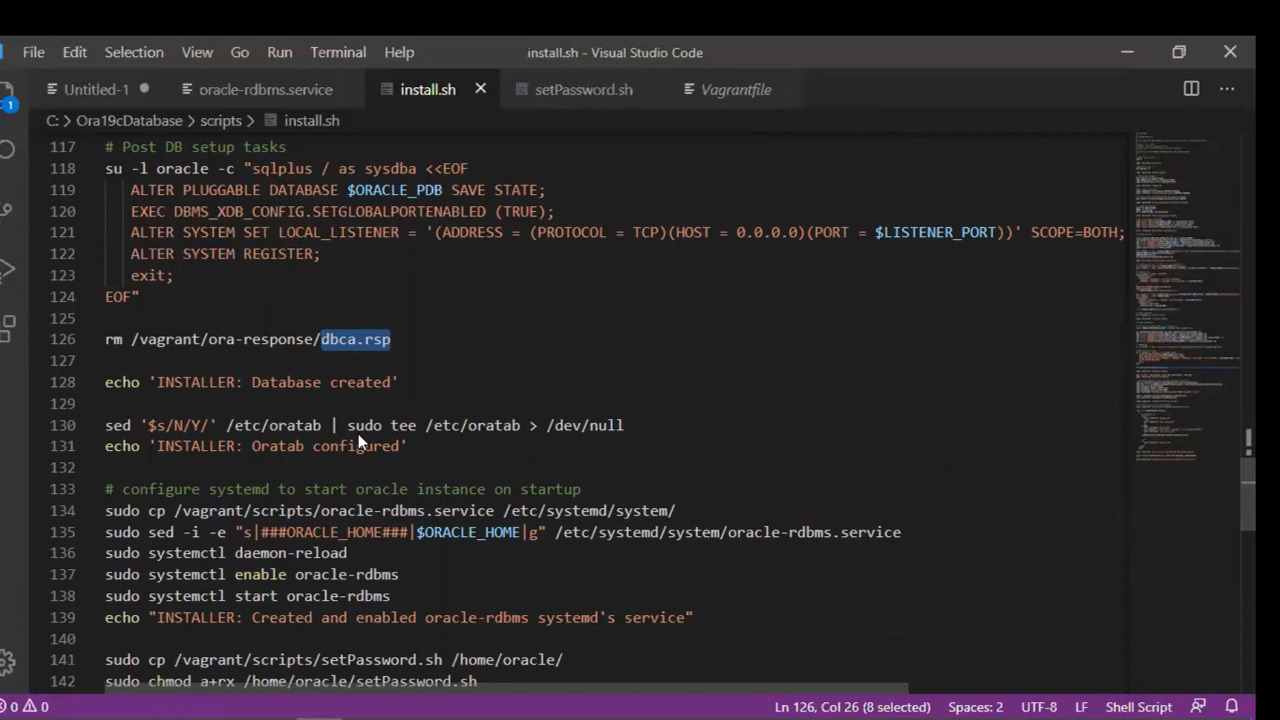 File Edit Selection View Go Run Terminal Help install.sh - Visual Studio Code
Untitled-1 oracle-rdbms.service install.sh setPassword.sh Vagrantfile
C: > Ora19cDatabase > scripts > install.sh
117 # Post DB setup tasks
118 su -l oracle -c "sqlplus / as sysdba <<EOF
119 ALTER PLUGGABLE DATABASE $ORACLE_PDB SAVE STATE;
120 EXEC DBMS_XDB_CONFIG.SETGLOBALPORTENABLED (TRUE);
121 ALTER SYSTEM SET LOCAL_LISTENER = '(ADDRESS = (PROTOCOL = TCP)(HOST = 0.0.0.0)(PORT = $LISTENER_PORT))' SCOPE=BOTH;
122 ALTER SYSTEM REGISTER;
123 exit;
124 EOF"
125
126 rm /vagrant/ora-response/dbca.rsp
127
128 echo 'INSTALLER: Database created'
129
130 sed '$s/N/Y/' /etc/oratab | sudo tee /etc/oratab > /dev/null
131 echo 'INSTALLER: Oratab configured'
132
133 # configure systemd to start oracle instance on startup
134 sudo cp /vagrant/scripts/oracle-rdbms.service /etc/systemd/system/
135 sudo sed -i -e "s|###ORACLE_HOME###|$ORACLE_HOME|g" /etc/systemd/system/oracle-rdbms.service
136 sudo systemctl daemon-reload
137 sudo systemctl enable oracle-rdbms
138 sudo systemctl start oracle-rdbms
139 echo "INSTALLER: Created and enabled oracle-rdbms systemd's service"
140
141 sudo cp /vagrant/scripts/setPassword.sh /home/oracle/
142 sudo chmod a+rx /home/oracle/setPassword.sh
1
0 0 Ln 126, Col 26 (8 selected) Spaces: 2 UTF-8 LF Shell Script